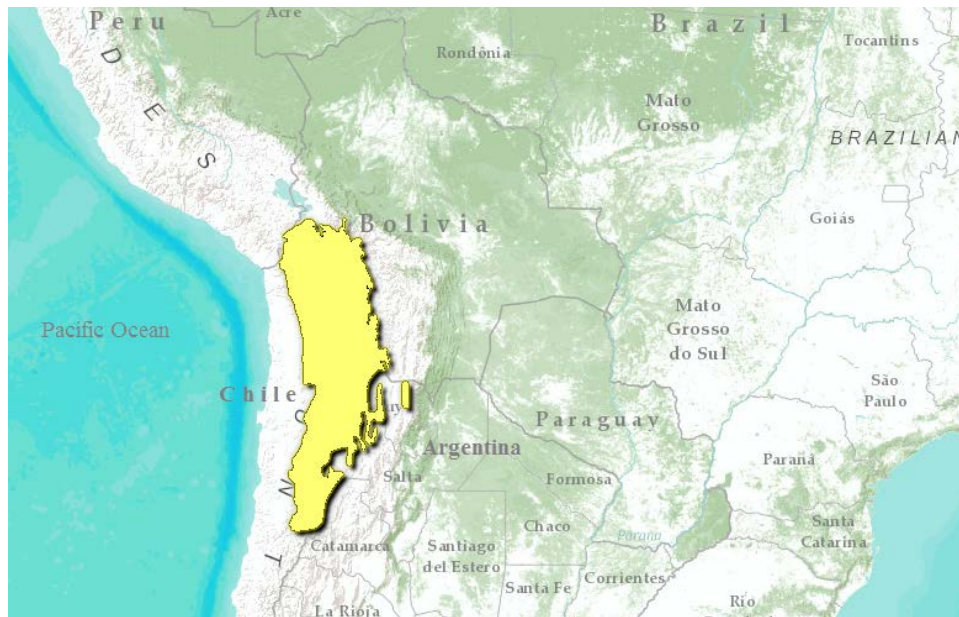 Peru
Acre
Brazil
Rondônia
Tocantins
D
E
S
Mato
Grosso
BRAZILIAN
Goiás
Bolivia
Mato
Grosso
do Sul
Pacific Ocean
Chile
São
Paulo
Paraguay
Argentina
Paraná
Salta
Formosa
N
Chaco
Paraná
Santa
Catarina
Catamarca
Santiago
del Estero
T
Corrientes
Santa Fe
La Rioja
Rio